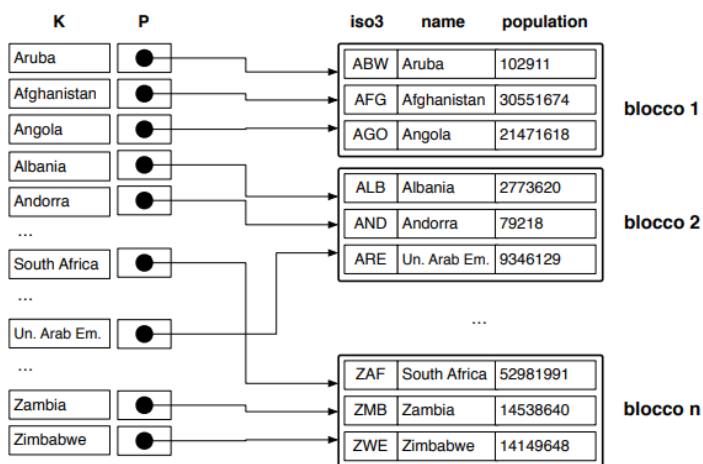 K P iso3 name population
Aruba
Afghanistan
Angola
Albania
Andorra
...
South Africa
...
Un. Arab Em.
...
Zambia
Zimbabwe
ABW Aruba 102911
AFG Afghanistan 30551674
AGO Angola 21471618
blocco 1
ALB Albania 2773620
AND Andorra 79218
ARE Un. Arab Em. 9346129
blocco 2
...
ZAF South Africa 52981991
ZMB Zambia 14538640
ZWE Zimbabwe 14149648
blocco n